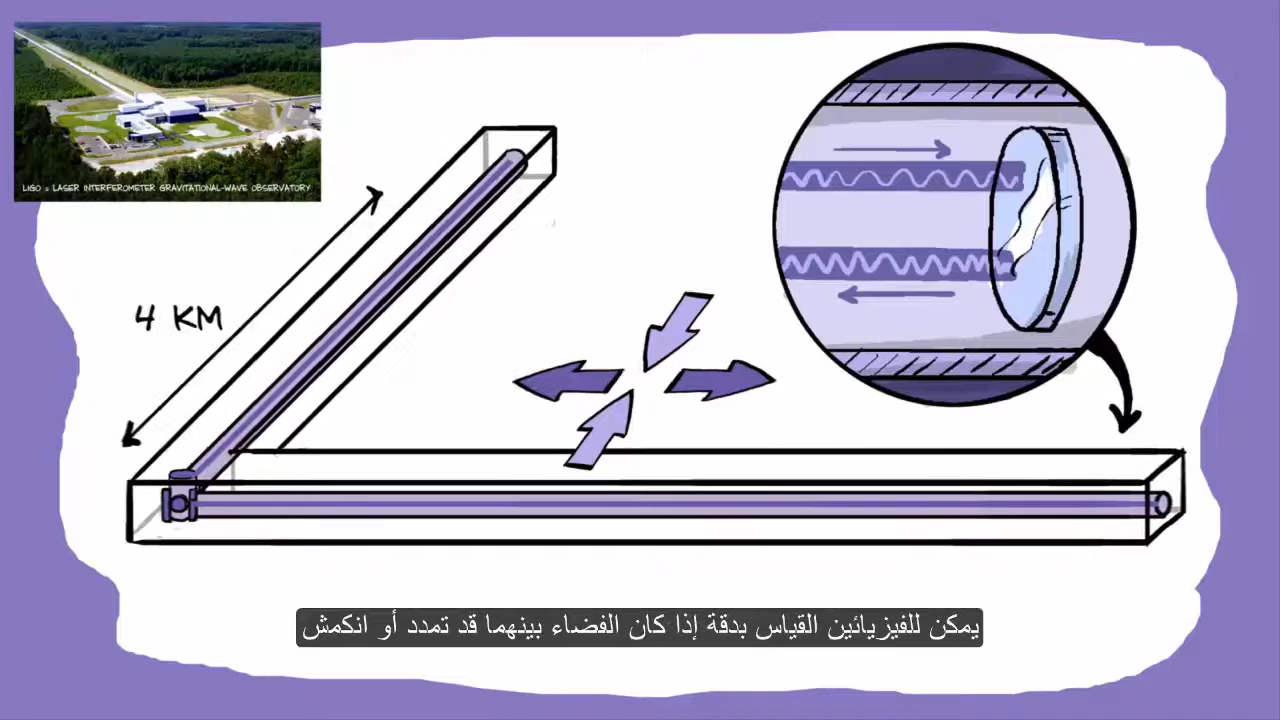 LIGO = LASER INTERFEROMETER GRAVITATIONAL-WAVE OBSERVATORY
4 KM
يمكن للفيزيائين القياس بدقة إذا كان الفضاء بينهما قد تمدد أو انكمش